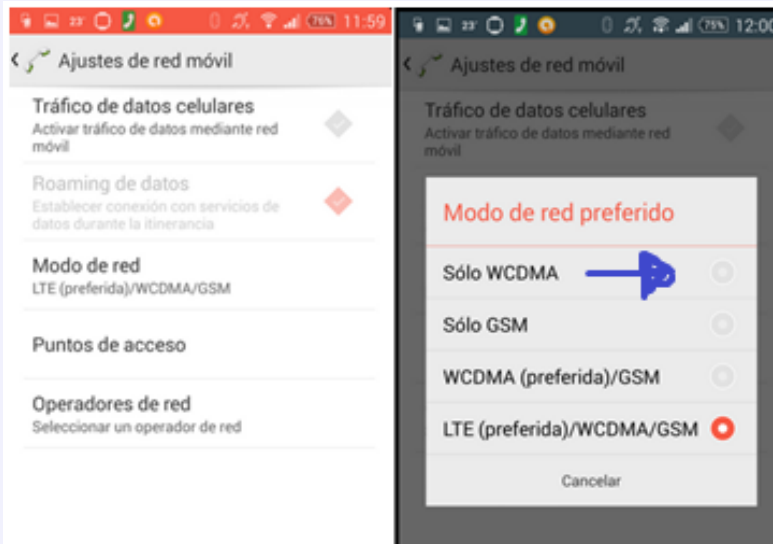 23° 76% 11:59
Ajustes de red móvil
Tráfico de datos celulares
Activar tráfico de datos mediante red
móvil
Roaming de datos
Establecer conexión con servicios de
datos durante la itinerancia
Modo de red
LTE (preferida)/WCDMA/GSM
Puntos de acceso
Operadores de red
Seleccionar un operador de red
23° 75% 12:00
Ajustes de red móvil
Tráfico de datos celulares
Activar tráfico de datos mediante red
móvil
Modo de red preferido
Sólo WCDMA
Sólo GSM
WCDMA (preferida)/GSM
LTE (preferida)/WCDMA/GSM
Cancelar